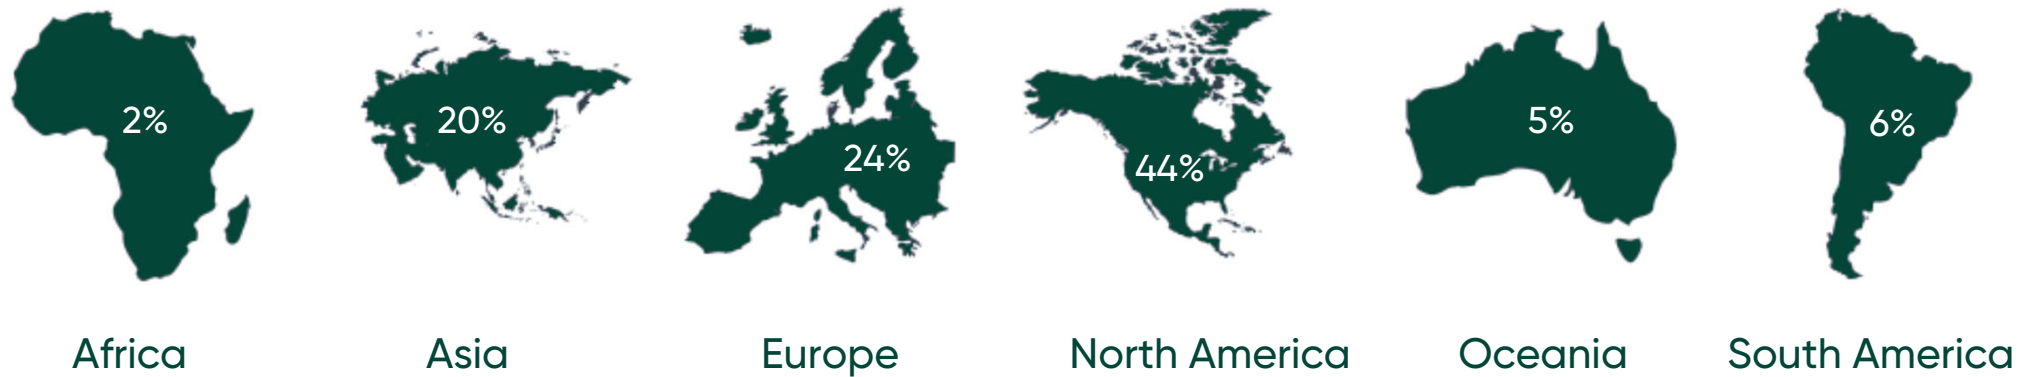 2%
20%
24%
44%
5%
6%
Africa
Asia
Europe
North America
Oceania
South America